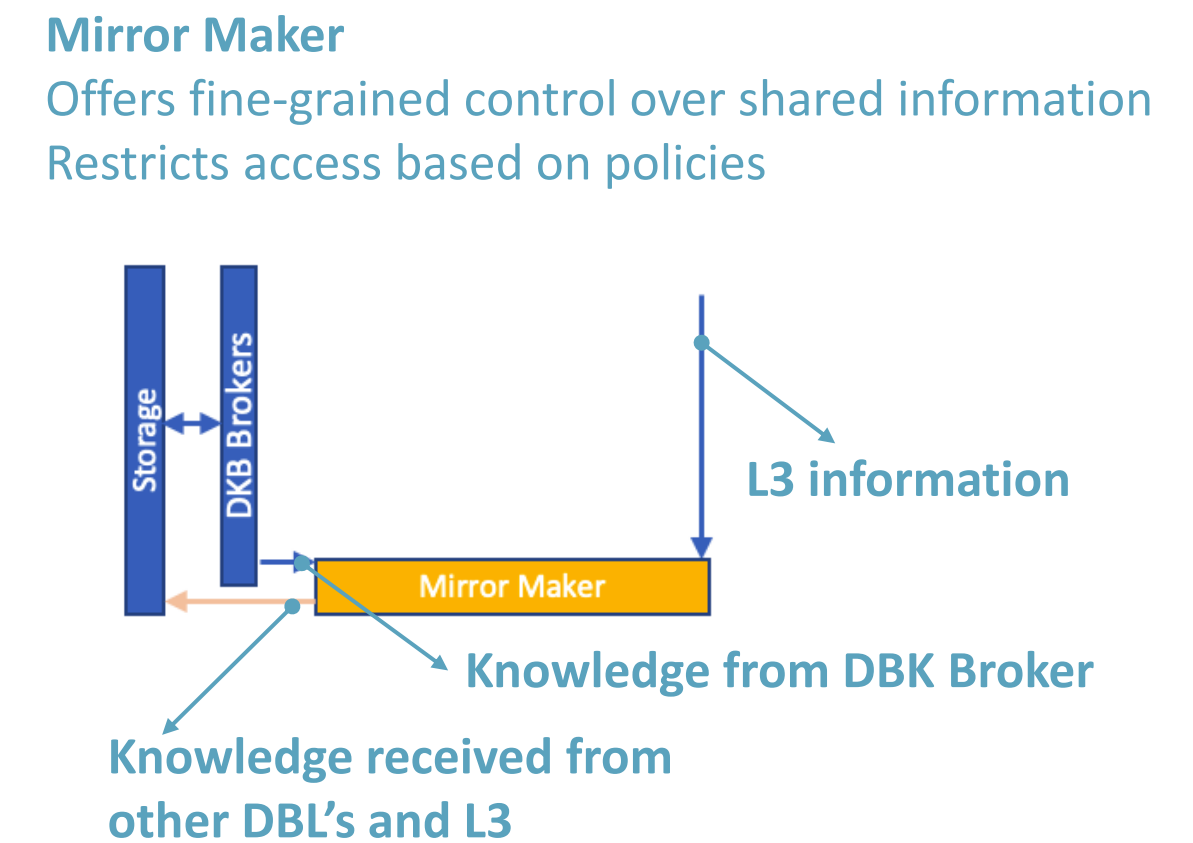 Mirror Maker
Offers fine-grained control over shared information
Restricts access based on policies
Storage
DKB Brokers
L3 information
Mirror Maker
Knowledge from DBK Broker
Knowledge received from
other DBL’s and L3